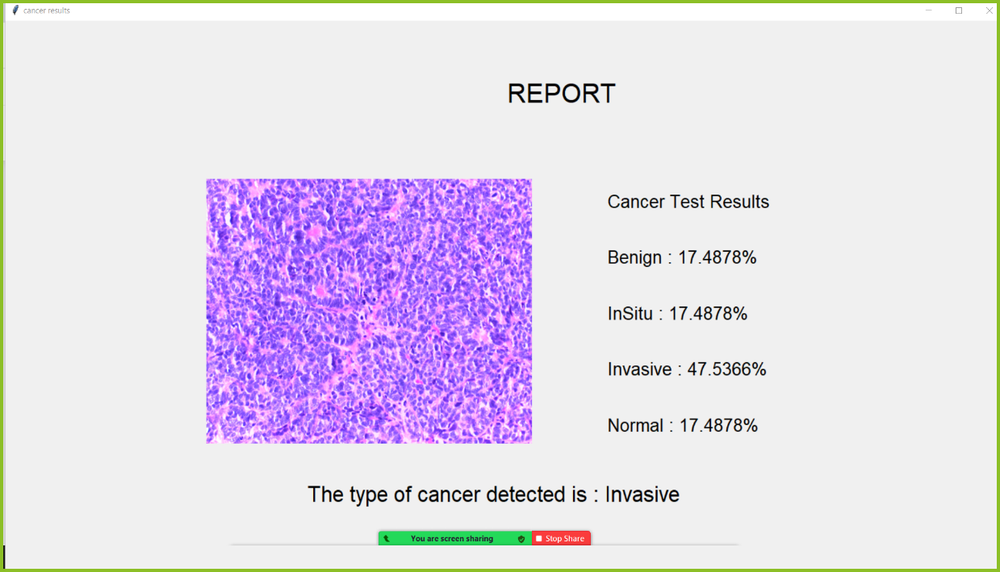 cancer results
REPORT
Cancer Test Results
Benign : 17.4878%
InSitu : 17.4878%
Invasive : 47.5366%
Normal : 17.4878%
The type of cancer detected is : Invasive
You are screen sharing
Stop Share